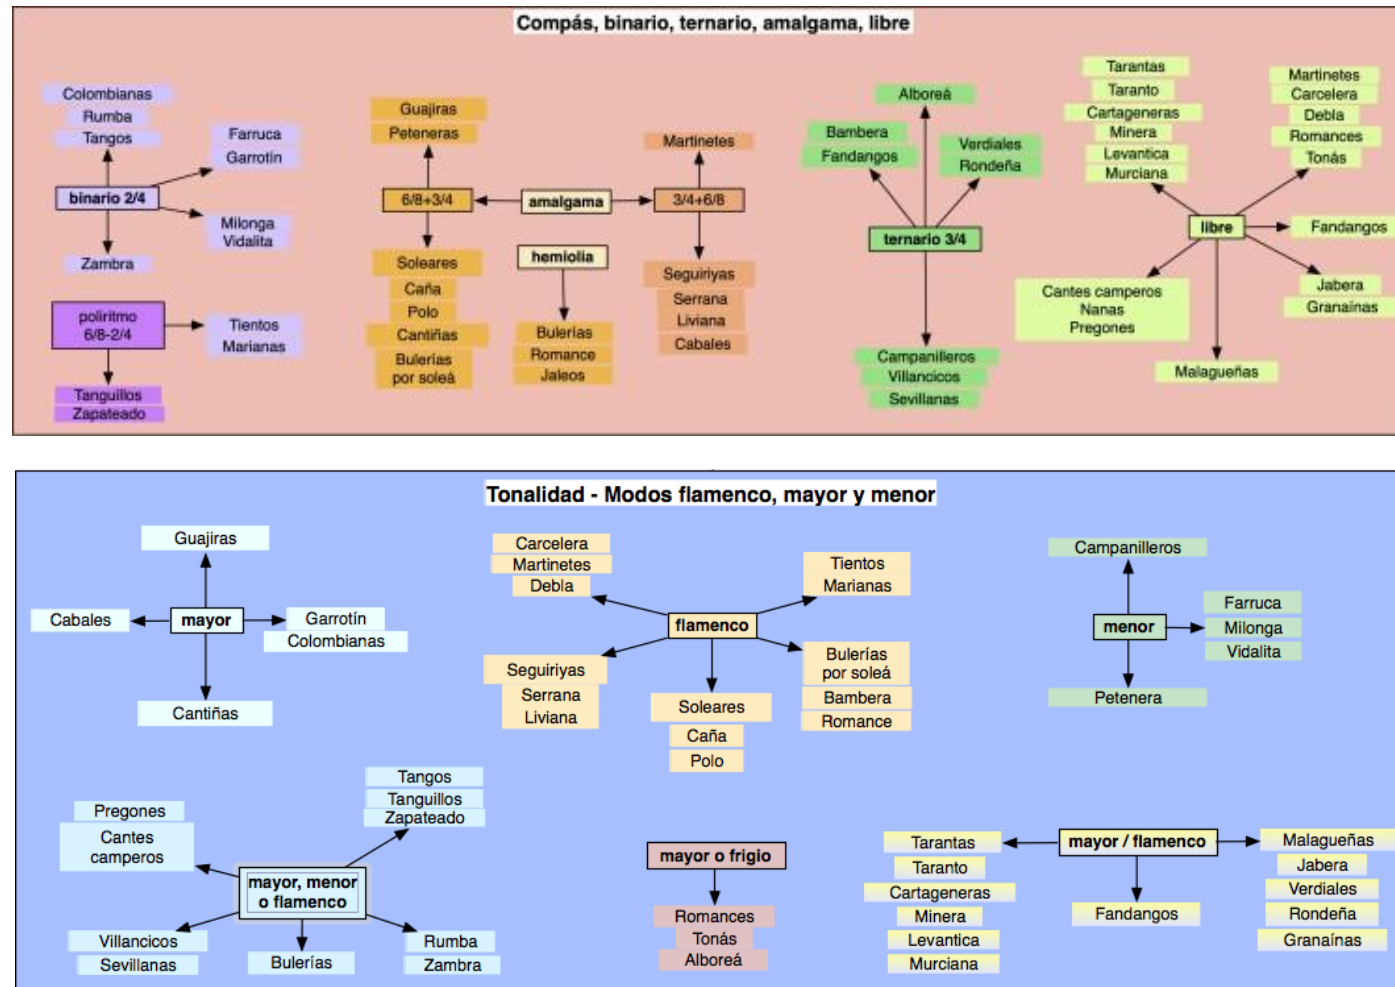 Compás, binario, ternario, amalgama, libre
Colombianas
Rumba
Tangos
Farruca
Garrotín
binario 2/4
Milonga
Vidalita
Zambra
poliritmo
6/8-2/4
Tientos
Marianas
Tanguillos
Zapateado
Guajiras
Peteneras
6/8+3/4
amalgama
3/4+6/8
Martinetes
Soleares
Caña
Polo
Cantiñas
Bulerías
por soleá
hemiolia
Bulerías
Romance
Jaleos
Seguiriyas
Serrana
Liviana
Cabales
Alboreá
Bambera
Fandangos
Verdiales
Rondeña
ternario 3/4
Campanilleros
Villancicos
Sevillanas
Tarantas
Taranto
Cartageneras
Minera
Levantica
Murciana
Martinetes
Carcelera
Debla
Romances
Tonás
libre
Fandangos
Cantes camperos
Nanas
Pregones
Jabera
Granaínas
Malagueñas
Tonalidad - Modos flamenco, mayor y menor
Guajiras
Cabales
mayor
Garrotín
Colombianas
Cantiñas
Carcelera
Martinetes
Debla
Tientos
Marianas
flamenco
Seguiriyas
Serrana
Liviana
Soleares
Caña
Polo
Bulerías
por soleá
Bambera
Romance
Campanilleros
menor
Farruca
Milonga
Vidalita
Petenera
Tangos
Tanguillos
Zapateado
Pregones
Cantes
camperos
mayor, menor
o flamenco
Villancicos
Sevillanas
Bulerías
Rumba
Zambra
mayor o frigio
Romances
Tonás
Alboreá
Tarantas
Taranto
Cartageneras
Minera
Levantica
Murciana
mayor / flamenco
Fandangos
Malagueñas
Jabera
Verdiales
Rondeña
Granaínas